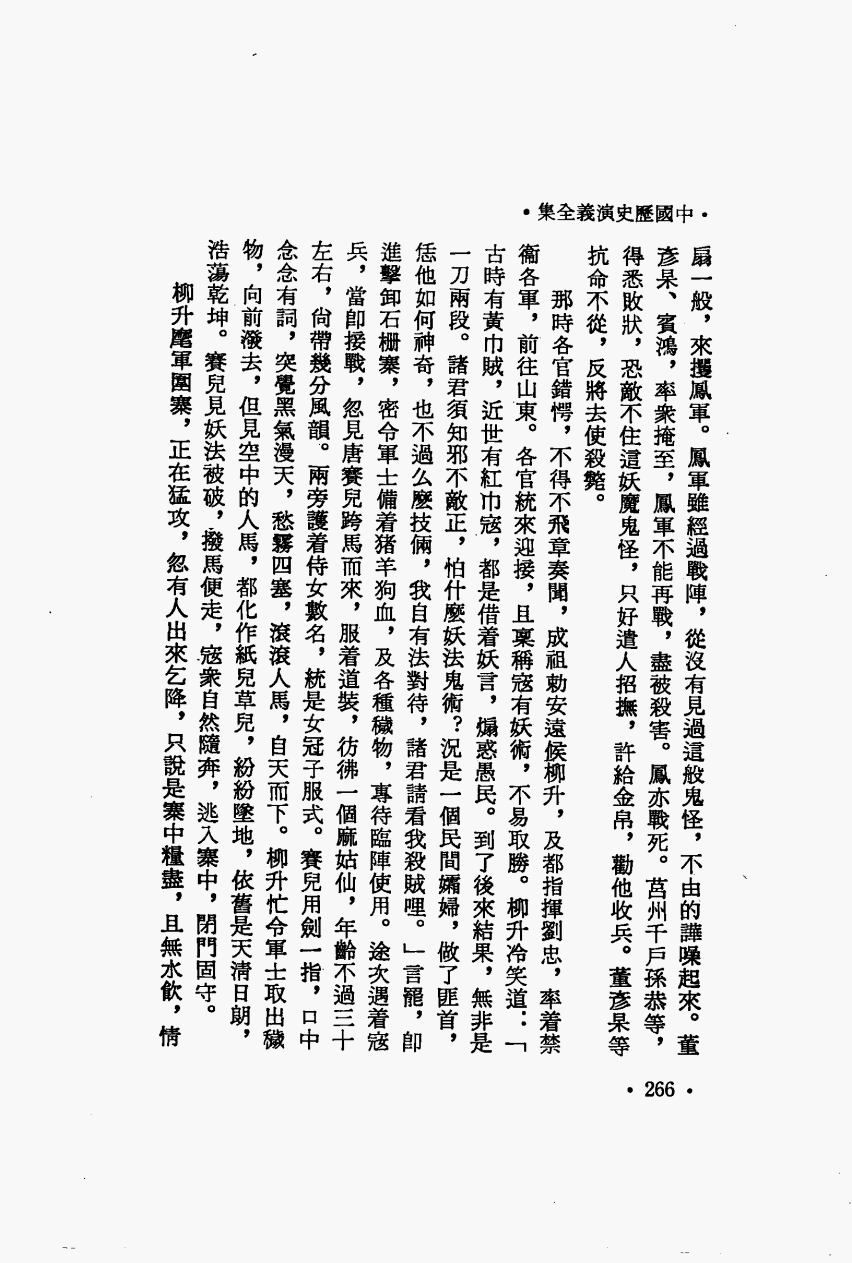 •中國歷史演義全集•
扇一般，來攫鳳軍。鳳軍雖經過戰陣，從沒有見過這般鬼怪，不由的譁噪起來。董
彥杲、賓鴻，率衆掩至，鳳軍不能再戰，盡被殺害。鳳亦戰死。莒州千戶孫恭等，
得悉敗狀，恐敵不住這妖魔鬼怪，只好遣人招撫，許給金帛，勸他收兵。董彥杲等
抗命不從，反將去使殺斃。
那時各官錯愕，不得不飛章奏聞，成祖勅安遠侯柳升，及都指揮劉忠，率着禁
衞各軍，前往山東。各官統來迎接，且稟稱寇有妖術，不易取勝。柳升冷笑道：「
古時有黃巾賊，近世有紅巾寇，都是借着妖言，煽惑愚民。到了後來結果，無非是
一刀兩段。諸君須知邪不敵正，怕什麼妖法鬼術？況是一個民間孀婦，做了匪首，
恁他如何神奇，也不過么麼技倆，我自有法對待，諸君請看我殺賊哩。」言罷，卽
進擊卸石柵寨，密令軍士備着猪羊狗血，及各種穢物，專待臨陣使用。途次遇着寇
兵，當卽接戰，忽見唐賽兒跨馬而來，服着道裝，彷彿一個麻姑仙，年齡不過三十
左右，尙帶幾分風韻。兩旁護着侍女數名，統是女冠子服式。賽兒用劍一指，口中
念念有詞，突覺黑氣漫天，愁霧四塞，滾滾人馬，自天而下。柳升忙令軍士取出穢
物，向前潑去，但見空中的人馬，都化作紙兒草兒，紛紛墜地，依舊是天淸日朗，
浩蕩乾坤。賽兒見妖法被破，撥馬便走，寇衆自然隨奔，逃入寨中，閉門固守。
柳升麾軍圍寨，正在猛攻，忽有人出來乞降，只說是寨中糧盡，且無水飲，情
•266•